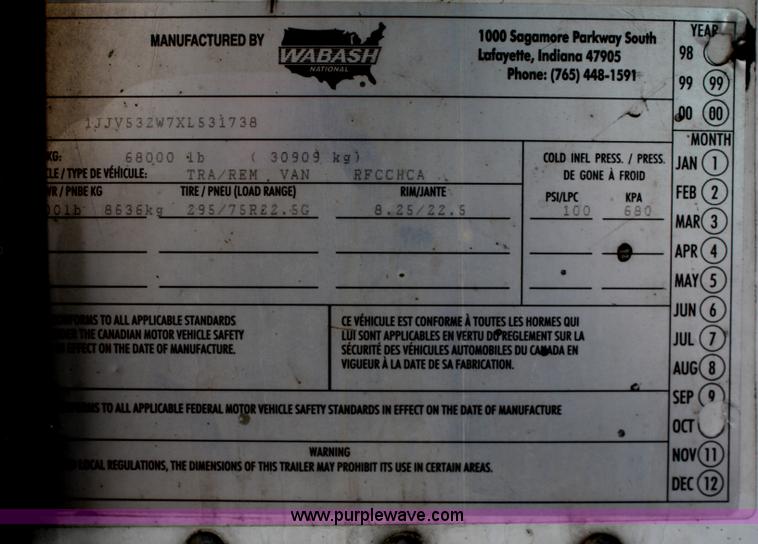 MANUFACTURED BY WABASH NATIONAL
1000 Sagamore Parkway South
Lafayette, Indiana 47905
Phone: (765) 448-1591
1JJV532W7XL531738
KG: 68000 lb ( 30909 kg)
/ TYPE DE VÉHICULE: TRA/REM VAN RFCCHCA
/ PNBE KG TIRE / PNEU (LOAD RANGE) RIM/JANTE
lb 8636kg 295/75R22.5G 8.25/22.5
COLD INFL PRESS. / PRESS.
DE GONE À FROID
PSI/LPC KPA
100 680
TO ALL APPLICABLE STANDARDS
THE CANADIAN MOTOR VEHICLE SAFETY
EFFECT ON THE DATE OF MANUFACTURE.
CE VÉHICULE EST CONFORME À TOUTES LES HORMES QUI
LUI SONT APPLICABLES EN VERTU DU REGLEMENT SUR LA
SÉCURITÉ DES VÉHICULES AUTOMOBILES DU CANADA EN
VIGUEUR À LA DATE DE SA FABRICATION.
TO ALL APPLICABLE FEDERAL MOTOR VEHICLE SAFETY STANDARDS IN EFFECT ON THE DATE OF MANUFACTURE
WARNING
LOCAL REGULATIONS, THE DIMENSIONS OF THIS TRAILER MAY PROHIBIT ITS USE IN CERTAIN AREAS.
YEAR
98
99 99
00 00
MONTH
JAN 1
FEB 2
MAR 3
APR 4
MAY 5
JUN 6
JUL 7
AUG 8
SEP 9
OCT
NOV 11
DEC 12
www.purplewave.com